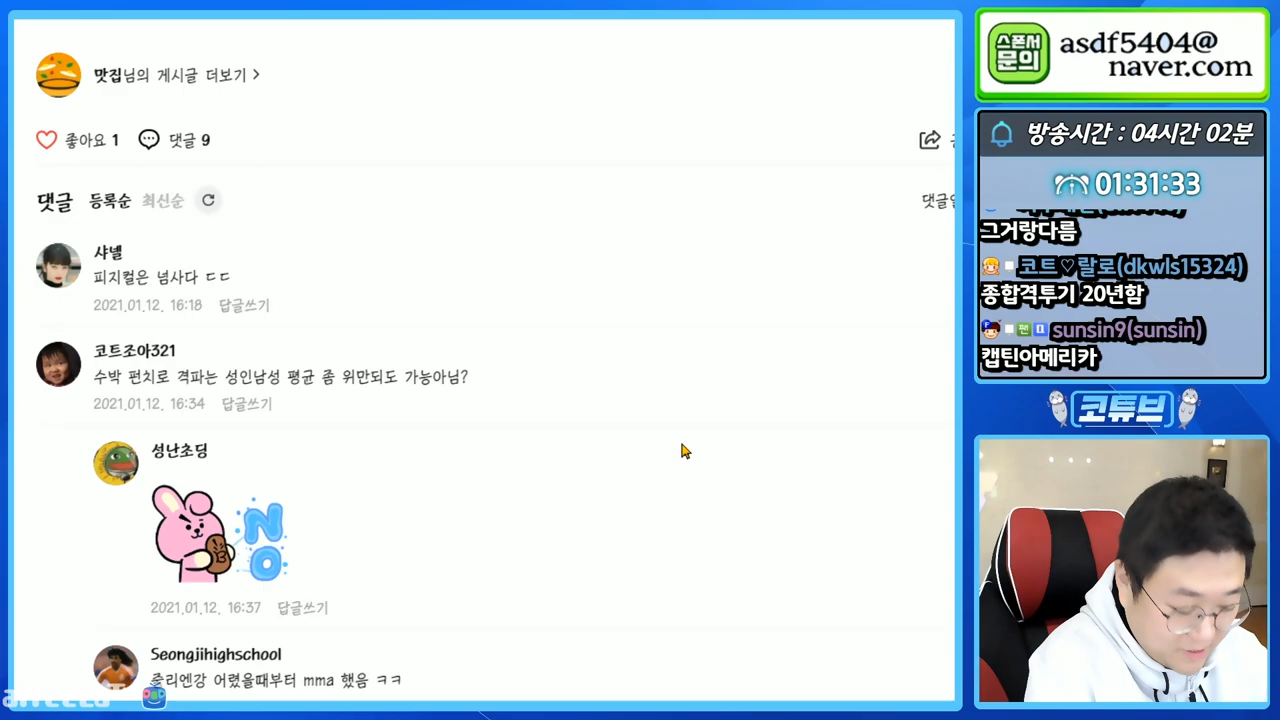 맛집님의 게시글 더보기 >
좋아요 1 댓글 9
댓글 등록순 최신순
샤넬
피지컬은 넘사다 ㄷㄷ
2021.01.12. 16:18 답글쓰기
코트조아321
수박 펀치로 격파는 성인남성 평균 좀 위만되도 가능아님?
2021.01.12. 16:34 답글쓰기
성난초딩
NO
2021.01.12. 16:37 답글쓰기
Seongjihighschool
줄리엔강 어렸을때부터 mma 했음 ㅋㅋ
스폰서
문의
asdf5404@
naver.com
방송시간 : 04시간 02분
01:31:33
그거랑다름
코트♡랄로(dkwls15324)
종합격투기 20년함
팬 sunsin9(sunsin)
캡틴아메리카
코튜브